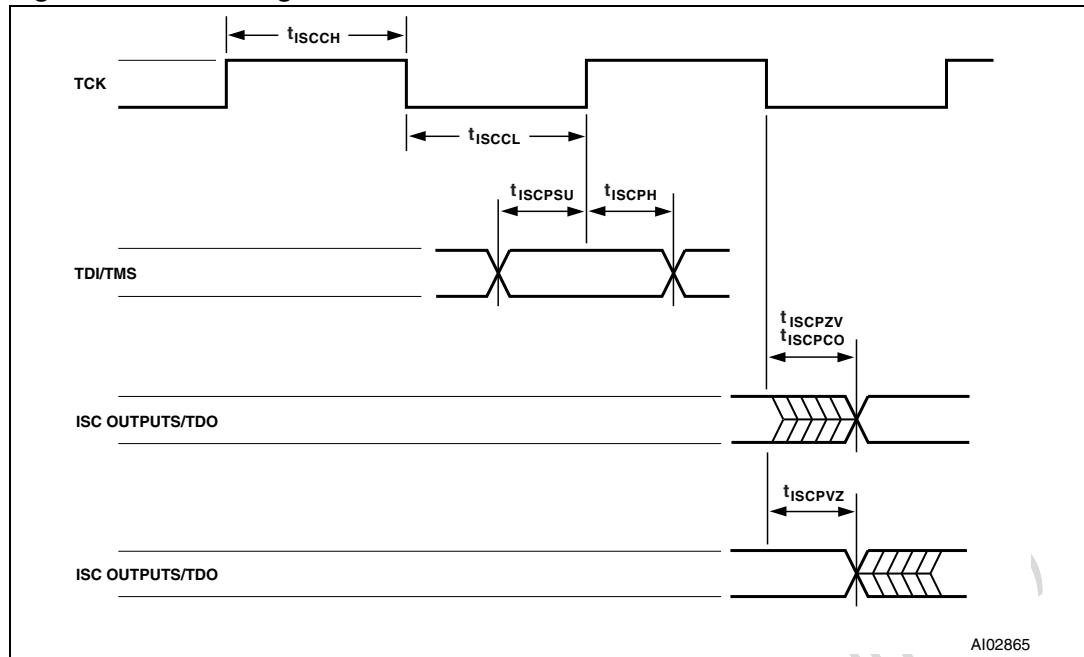 tISCCH
TCK
tISCCL
tISCPSU
tISCPH
TDI/TMS
tISCPZV
tISCPCO
ISC OUTPUTS/TDO
tISCPVZ
ISC OUTPUTS/TDO
AI02865